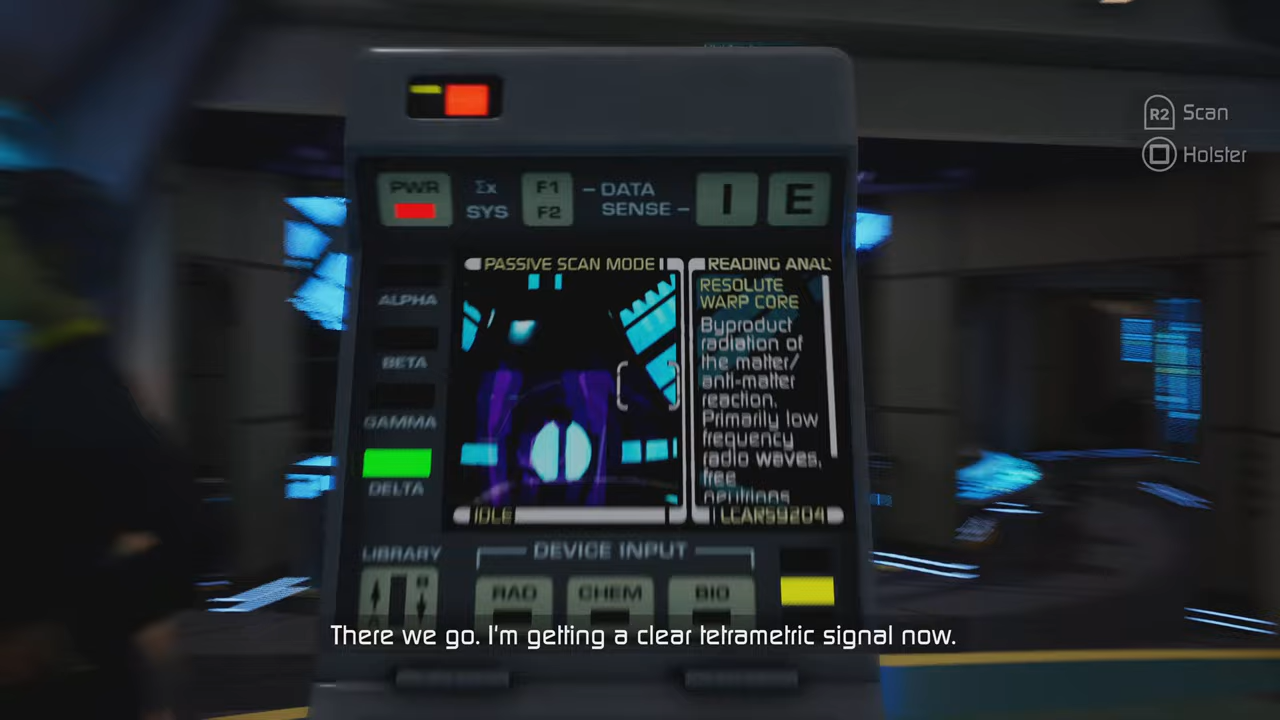 R2 Scan
Holster
PWR
Σx
SYS
F1
F2
– DATA
SENSE –
I
E
PASSIVE SCAN MODE
READING ANAL
RESOLUTE
WARP CORE
Byproduct
radiation of
the matter/
anti-matter
reaction.
Primarily low
frequency
radio waves,
free
neutrions
ALPHA
BETA
GAMMA
DELTA
IDLE
LCARS9204
LIBRARY
DEVICE INPUT
RAD
CHEM
BIO
There we go. I'm getting a clear tetrametric signal now.